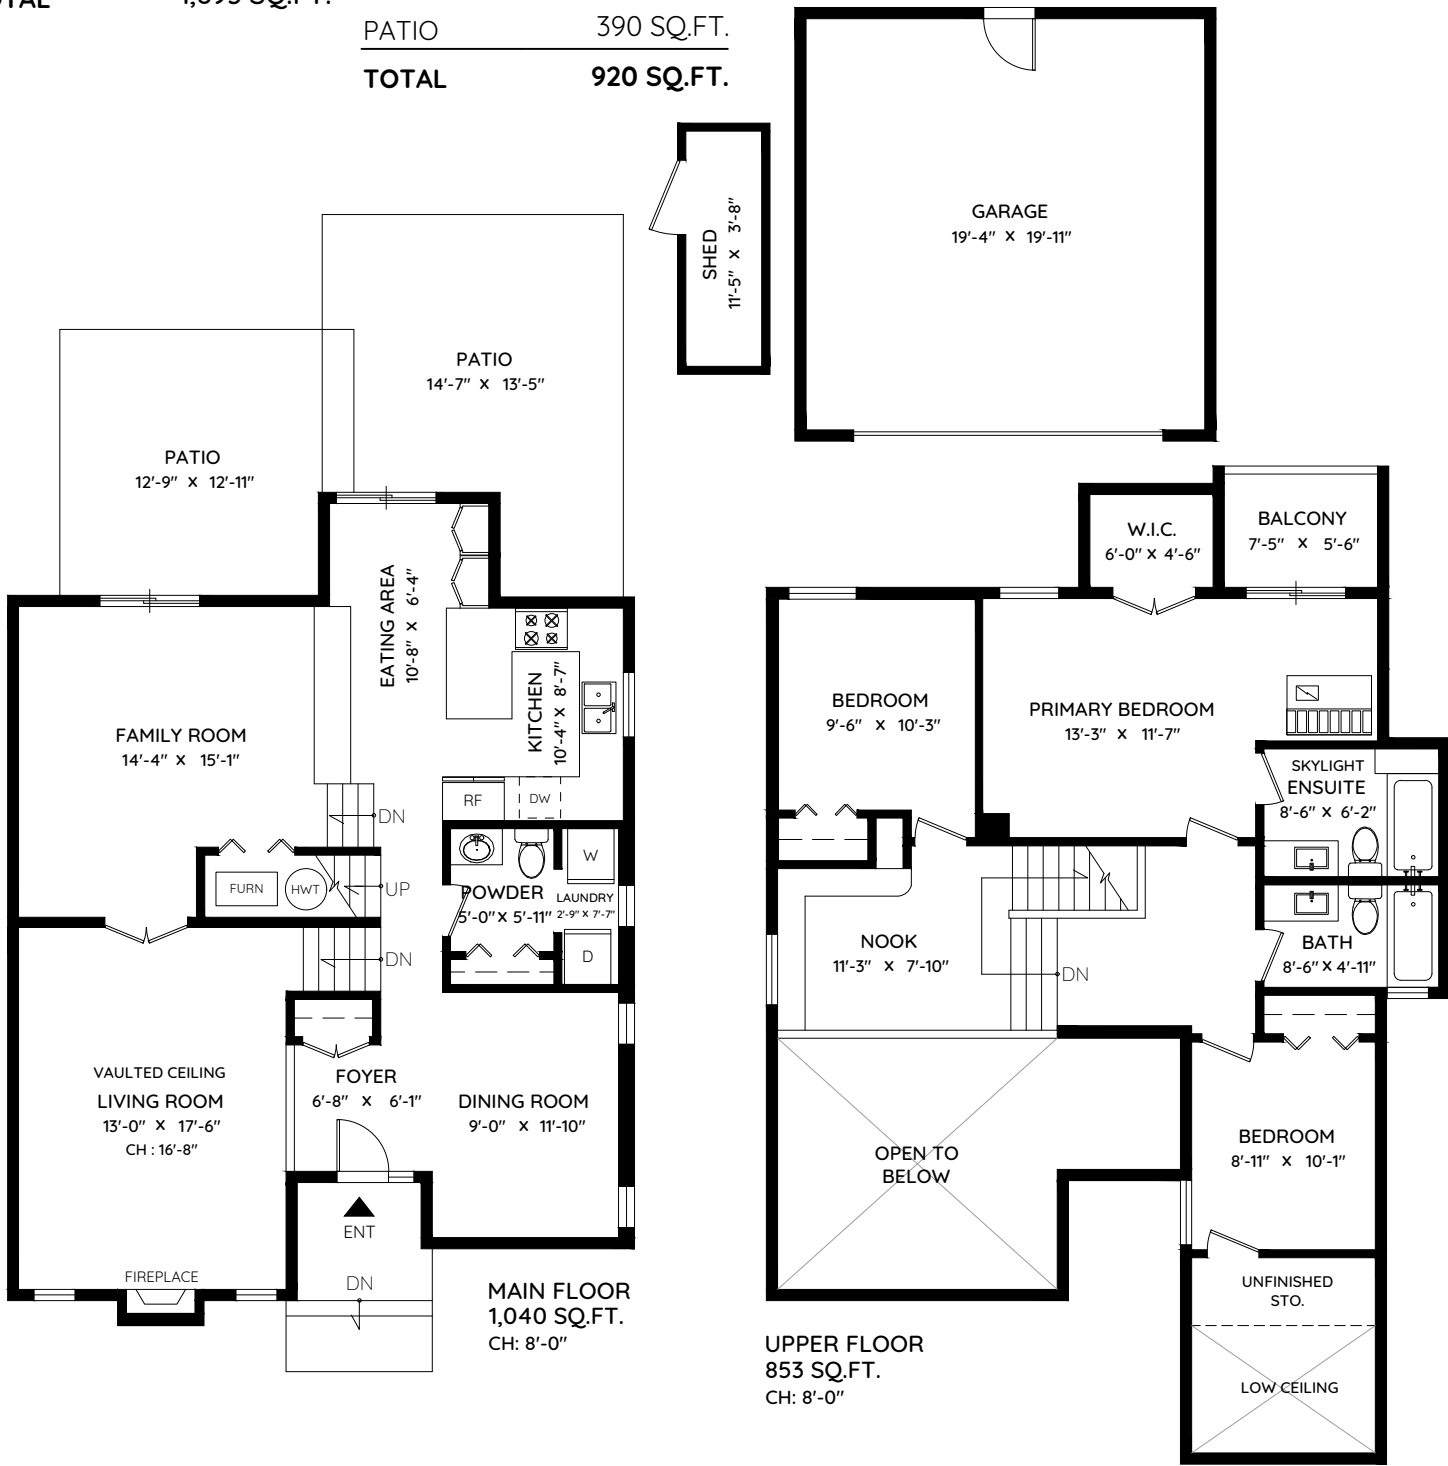 PATIO 390 SQ.FT.
TOTAL 920 SQ.FT.
SHED
11'-5" X 3'-8"
GARAGE
19'-4" X 19'-11"
PATIO
14'-7" X 13'-5"
PATIO
12'-9" X 12'-11"
EATING AREA
10'-8" X 6'-4"
KITCHEN
10'-4" X 8'-7"
FAMILY ROOM
14'-4" X 15'-1"
RF
DW
DN
FURN
HWT
UP
POWDER
5'-0" X 5'-11"
W
LAUNDRY
2'-9" X 7'-7"
D
DN
VAULTED CEILING
LIVING ROOM
13'-0" X 17'-6"
CH : 16'-8"
FOYER
6'-8" X 6'-1"
DINING ROOM
9'-0" X 11'-10"
ENT
FIREPLACE
DN
MAIN FLOOR
1,040 SQ.FT.
CH: 8'-0"
W.I.C.
6'-0" X 4'-6"
BALCONY
7'-5" X 5'-6"
BEDROOM
9'-6" X 10'-3"
PRIMARY BEDROOM
13'-3" X 11'-7"
SKYLIGHT
ENSUITE
8'-6" X 6'-2"
NOOK
11'-3" X 7'-10"
DN
BATH
8'-6" X 4'-11"
OPEN TO
BELOW
BEDROOM
8'-11" X 10'-1"
UNFINISHED
STO.
LOW CEILING
UPPER FLOOR
853 SQ.FT.
CH: 8'-0"